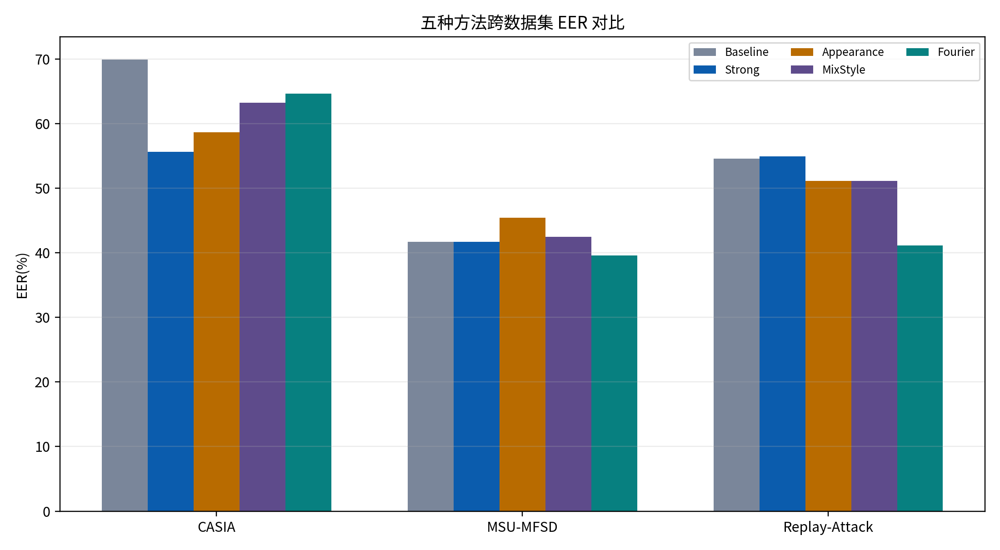 五种方法跨数据集 EER 对比
Baseline
Strong
Appearance
MixStyle
Fourier
EER(%)
70
60
50
40
30
20
10
0
CASIA
MSU-MFSD
Replay-Attack